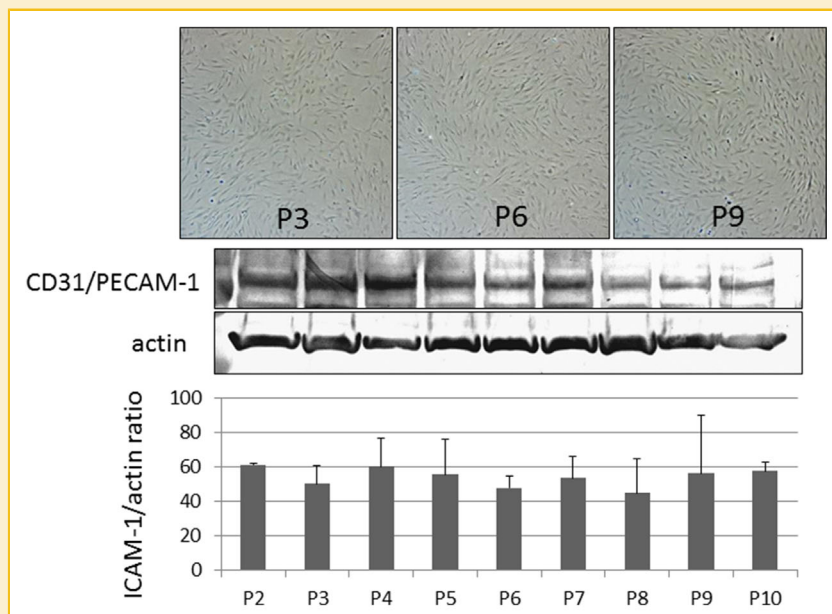 P3 P6 P9
CD31/PECAM-1
actin
ICAM-1/actin ratio
100
80
60
40
20
0
P2 P3 P4 P5 P6 P7 P8 P9 P10